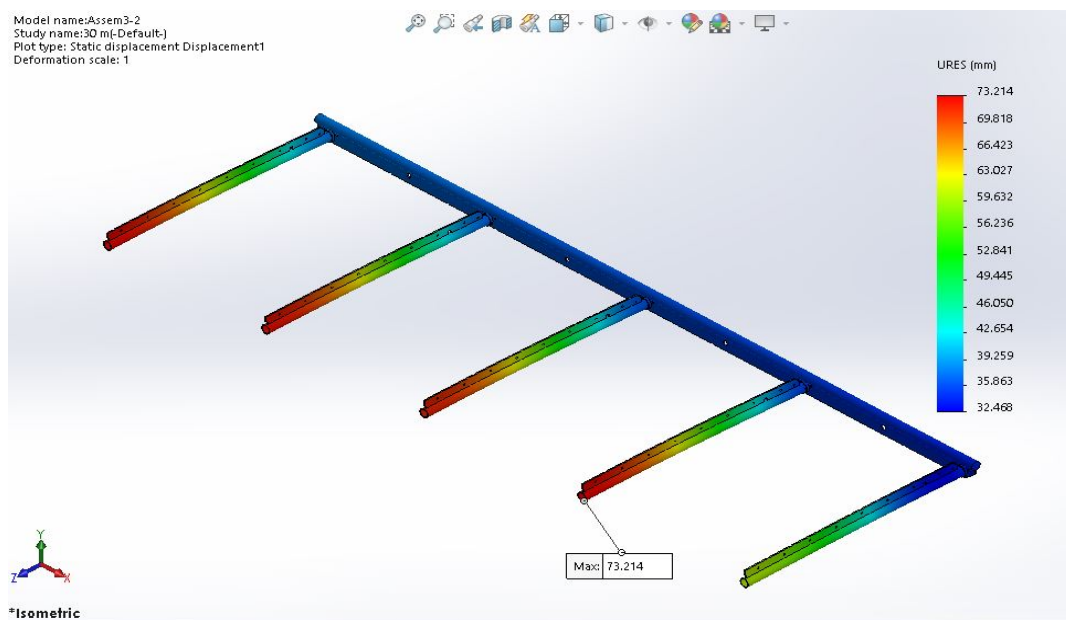 Model name:Assem3-2
Study name:30 m(-Default-)
Plot type: Static displacement Displacement1
Deformation scale: 1
URES (mm)
73.214
69.818
66.423
63.027
59.632
56.236
52.841
49.445
46.050
42.654
39.259
35.863
32.468
Max: 73.214
Y
Z
X
*Isometric